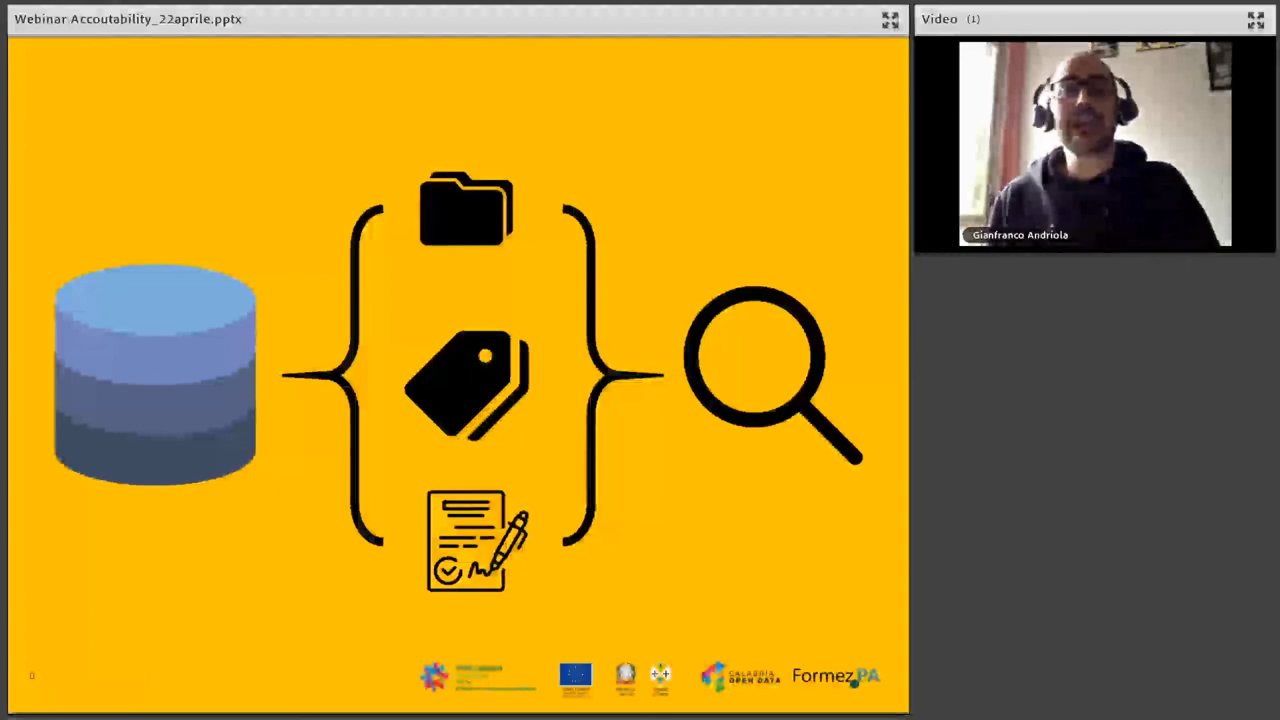 Webinar Accoutability_22aprile.pptx
Video (1)
Gianfranco Andriola
CALABRIA
OPEN DATA
FormezPA